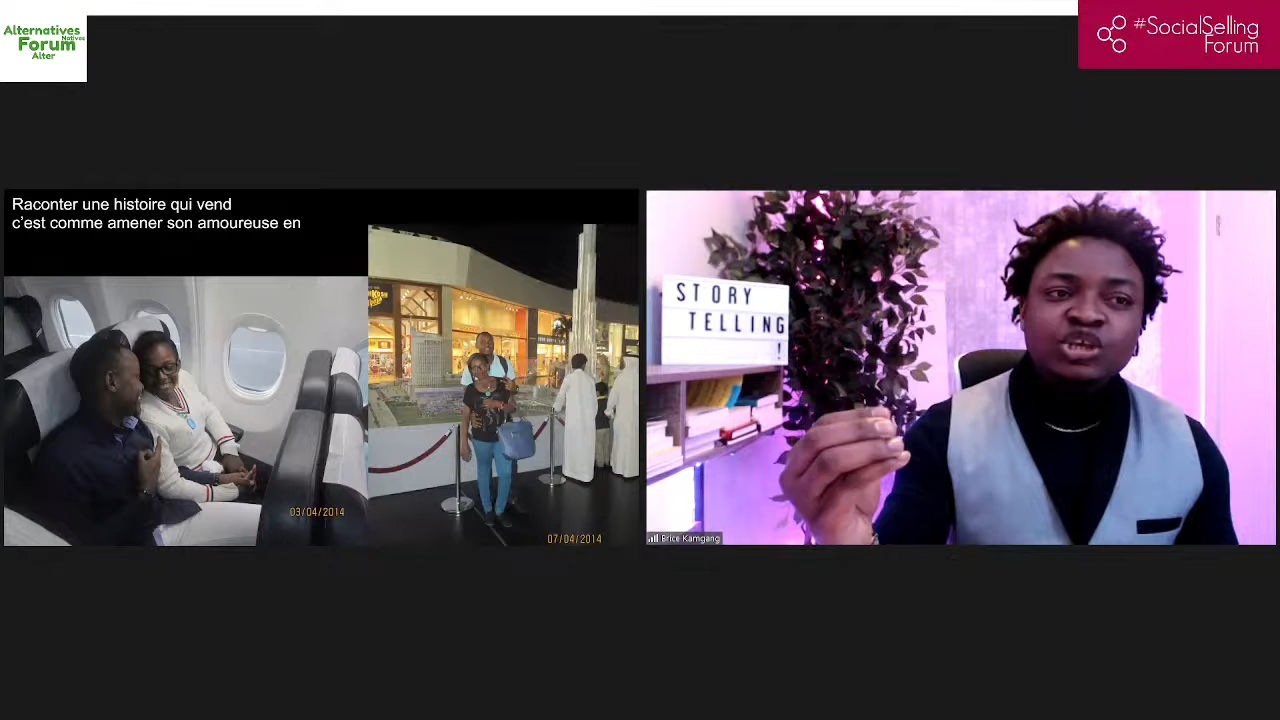 Alternatives
Natives
Forum
Alter
#SocialSelling
Forum
Raconter une histoire qui vend
c’est comme amener son amoureuse en
03/04/2014
07/04/2014
STORY
TELLING
!
Brice Kamgang